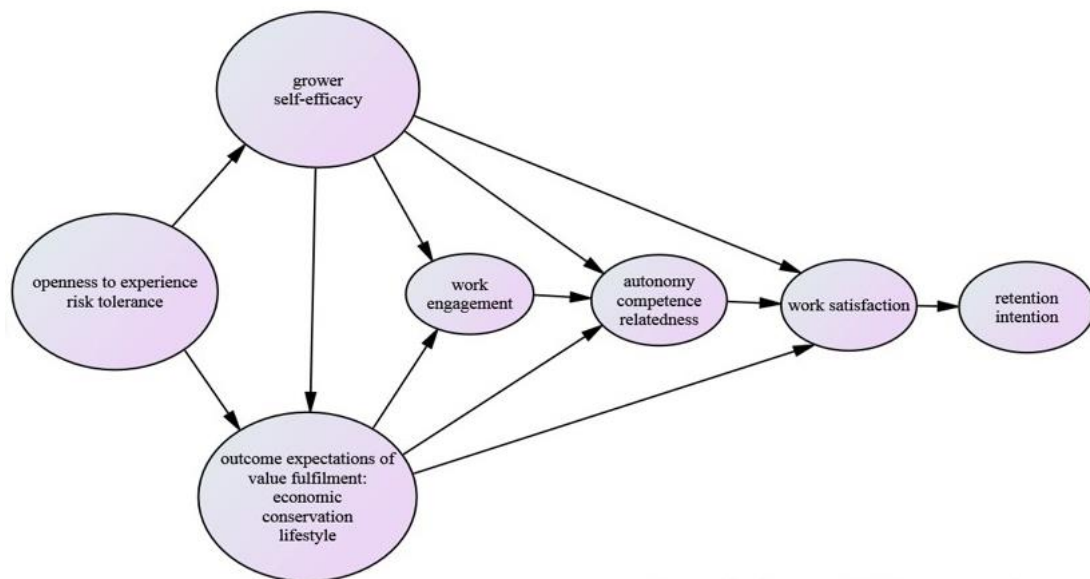 grower
self-efficacy
openness to experience
risk tolerance
work
engagement
autonomy
competence
relatedness
work satisfaction
retention
intention
outcome expectations of
value fulfilment:
economic
conservation
lifestyle